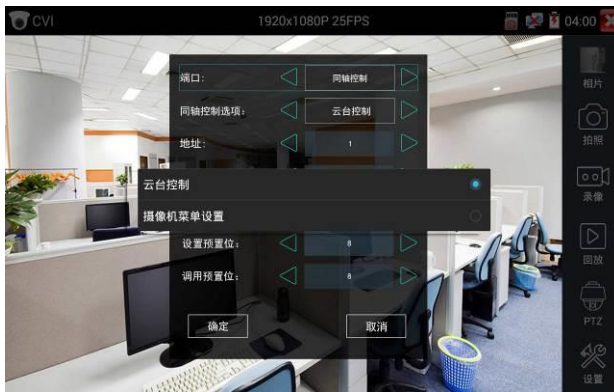 CVI 1920x1080P 25FPS 04:00
端口： 同轴控制
同轴控制选项： 云台控制
地址： 1
云台控制
摄像机菜单设置
设置预置位： 8
调用预置位： 8
确定 取消
相片
拍照
录像
回放
PTZ
设置